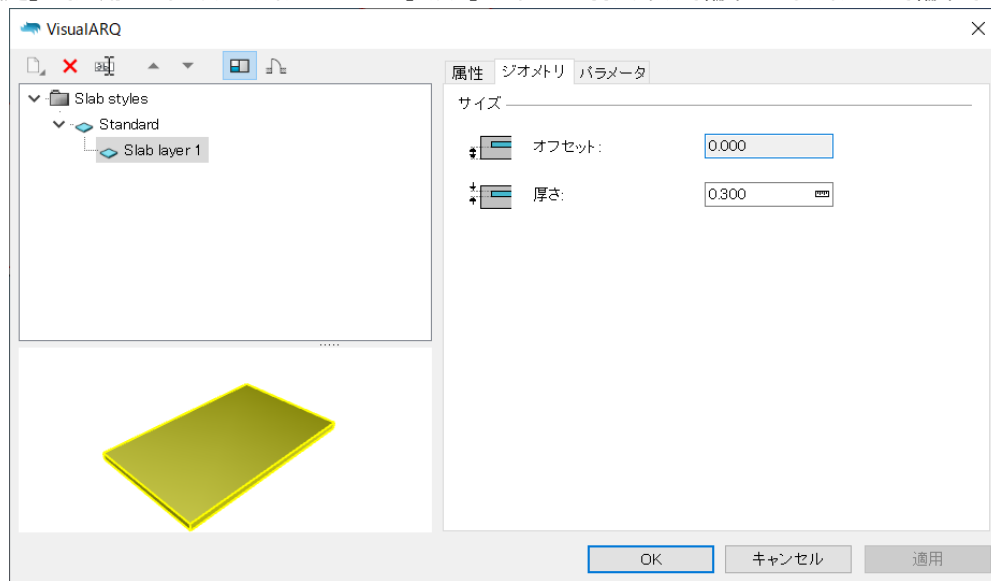 VisualARQ
属性 ジオメトリ パラメータ
Slab styles
Standard
Slab layer 1
サイズ
オフセット: 0.000
厚さ: 0.300
OK キャンセル 適用